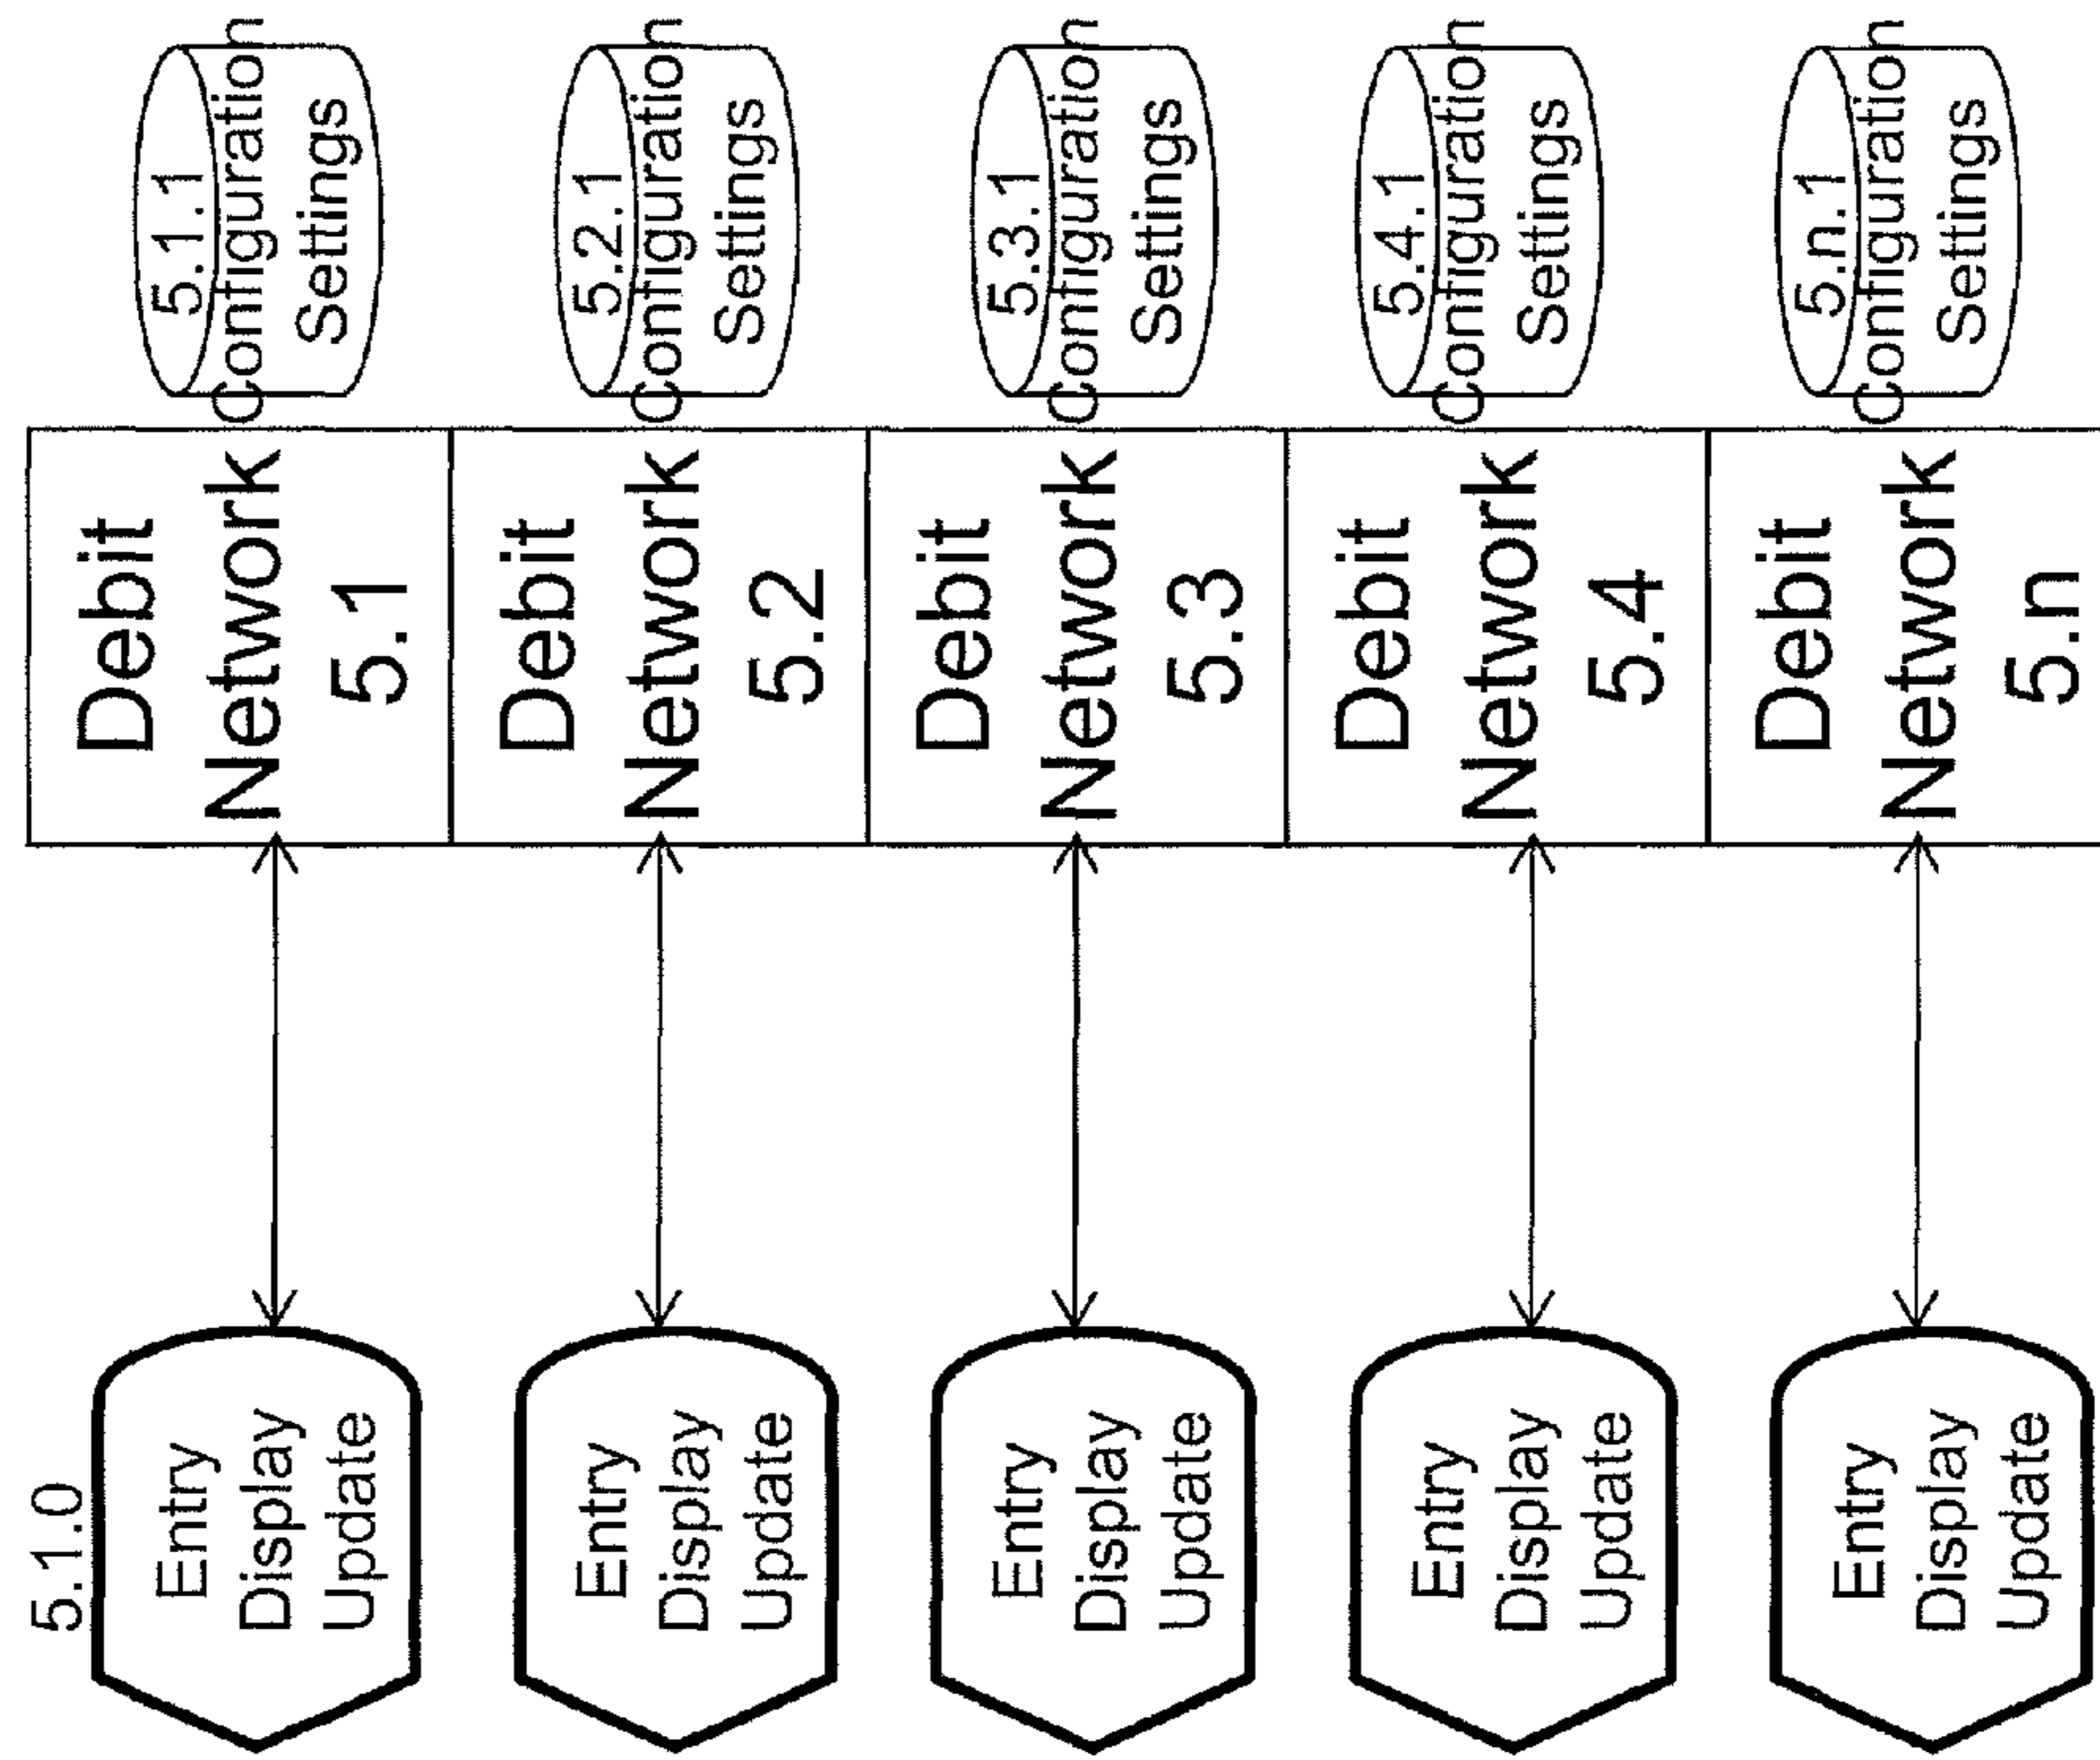 5.1.0
Entry
Display
Update
Debit
Network
5.1
5.1.1
Configuration
Settings
Entry
Display
Update
Debit
Network
5.2
5.2.1
Configuration
Settings
Entry
Display
Update
Debit
Network
5.3
5.3.1
Configuration
Settings
Entry
Display
Update
Debit
Network
5.4
5.4.1
Configuration
Settings
Entry
Display
Update
Debit
Network
5.n
5.n.1
Configuration
Settings